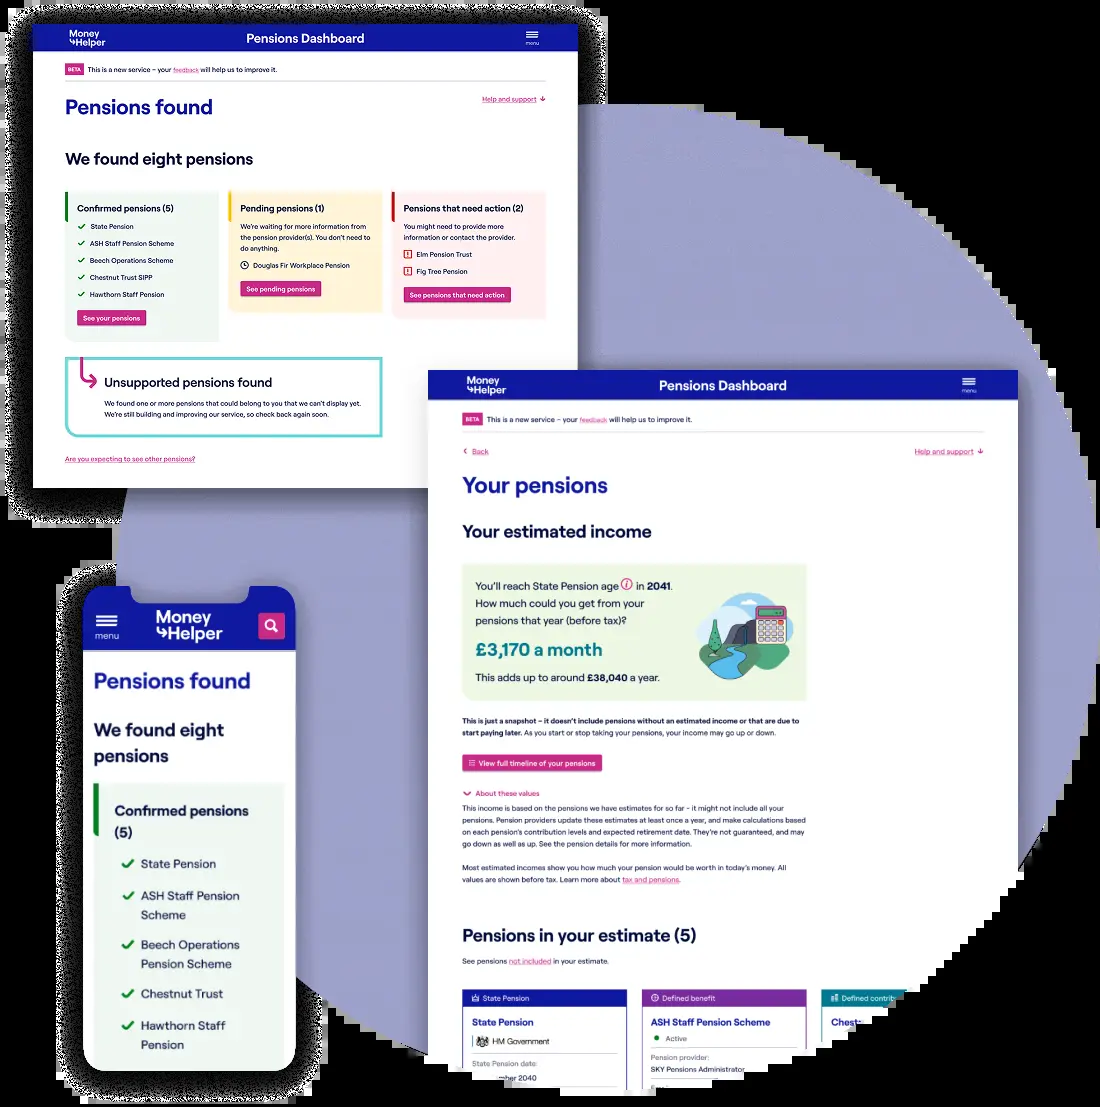 Money
Helper
Pensions Dashboard
menu
BETA This is a new service – your feedback will help us to improve it.
Help and support
Pensions found
We found eight pensions
Confirmed pensions (5)
State Pension
ASH Staff Pension Scheme
Beech Operations Scheme
Chestnut Trust SIPP
Hawthorn Staff Pension
See your pensions
Pending pensions (1)
We're waiting for more information from
the pension provider(s). You don't need to
do anything.
Douglas Fir Workplace Pension
See pending pensions
Pensions that need action (2)
You might need to provide more
information or contact the provider.
Elm Pension Trust
Fig Tree Pension
See pensions that need action
Unsupported pensions found
We found one or more pensions that could belong to you that we can't display yet.
We're still building and improving our service, so check back again soon.
Are you expecting to see other pensions?
Money
Helper
Pensions Dashboard
menu
BETA This is a new service – your feedback will help us to improve it.
Back
Help and support
Your pensions
Your estimated income
You'll reach State Pension age in 2041.
How much could you get from your
pensions that year (before tax)?
£3,170 a month
This adds up to around £38,040 a year.
This is just a snapshot – it doesn't include pensions without an estimated income or that are due to
start paying later. As you start or stop taking your pensions, your income may go up or down.
View full timeline of your pensions
About these values
This income is based on the pensions we have estimates for so far - it might not include all your
pensions. Pension providers update these estimates at least once a year, and make calculations based
on each pension's contribution levels and expected retirement date. They're not guaranteed, and may
go down as well as up. See the pension details for more information.
Most estimated incomes show you how much your pension would be worth in today's money. All
values are shown before tax. Learn more about tax and pensions.
Pensions in your estimate (5)
See pensions not included in your estimate.
State Pension
State Pension
HM Government
State Pension date:
mber 2040
Defined benefit
ASH Staff Pension Scheme
Active
Pension provider:
SKY Pensions Administrator
Defined contrib
Chest
menu
Money
Helper
Pensions found
We found eight
pensions
Confirmed pensions
(5)
State Pension
ASH Staff Pension
Scheme
Beech Operations
Pension Scheme
Chestnut Trust
Hawthorn Staff
Pension